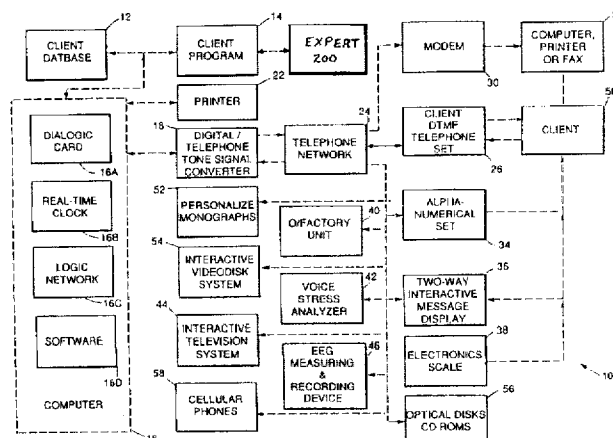 12
14
CLIENT
DATBASE
CLIENT
PROGRAM
EXPERT
200
MODEM
30
COMPUTER,
PRINTER
OR FAX
22
PRINTER
24
50
18
DIGITAL /
TELEPHONE
TONE SIGNAL
CONVERTER
TELEPHONE
NETWORK
CLIENT
DTMF
TELEPHONE
SET
26
CLIENT
DIALOGIC
CARD
16A
52
PERSONALIZE
MONOGRAPHS
40
O/FACTORY
UNIT
ALPHA-
NUMERICAL
SET
34
REAL-TIME
CLOCK
16B
54
INTERACTIVE
VIDEODISK
SYSTEM
42
VOICE
STRESS
ANALYZER
36
TWO-WAY
INTERACTIVE
MESSAGE
DISPLAY
LOGIC
NETWORK
16C
44
INTERACTIVE
TELEVISION
SYSTEM
46
EEG
MEASURING
&
RECORDING
DEVICE
38
ELECTRONICS
SCALE
SOFTWARE
16D
58
CELLULAR
PHONES
56
OPTICAL DISKS
CD ROMS
10
COMPUTER